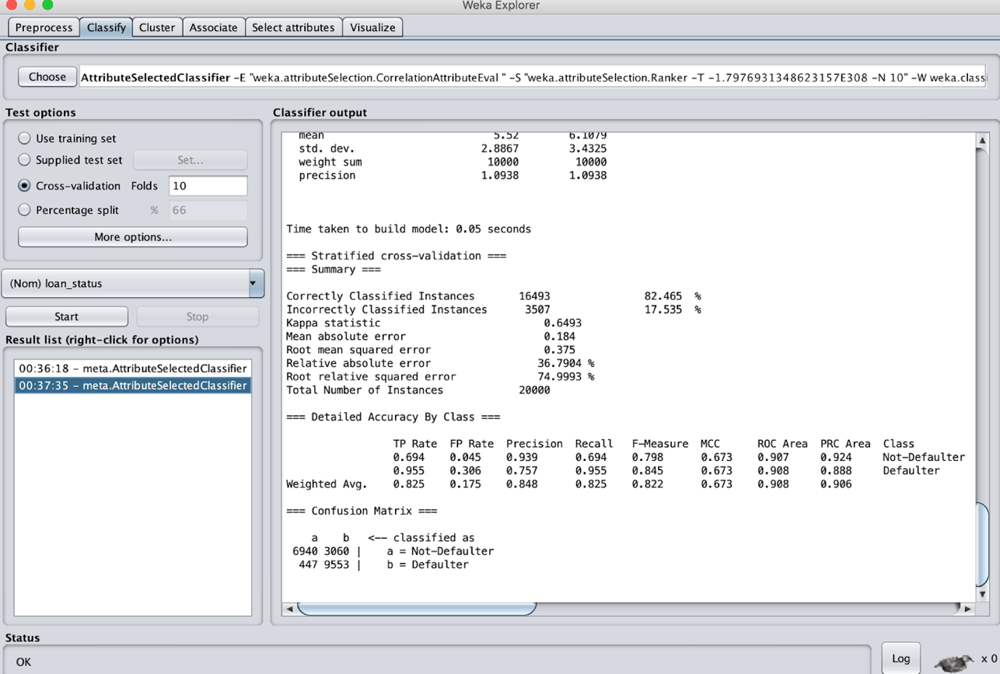 Weka Explorer
Preprocess Classify Cluster Associate Select attributes Visualize
Classifier
Choose AttributeSelectedClassifier -E "weka.attributeSelection.CorrelationAttributeEval " -S "weka.attributeSelection.Ranker -T -1.7976931348623157E308 -N 10" -W weka.classi
Test options
Use training set
Supplied test set Set...
Cross-validation Folds 10
Percentage split % 66
More options...
(Nom) loan_status
Start Stop
Result list (right-click for options)
00:36:18 - meta.AttributeSelectedClassifier
00:37:35 - meta.AttributeSelectedClassifier
Classifier output
mean 5.52 6.1079
std. dev. 2.8867 3.4325
weight sum 10000 10000
precision 1.0938 1.0938
Time taken to build model: 0.05 seconds
=== Stratified cross-validation ===
=== Summary ===
Correctly Classified Instances 16493 82.465 %
Incorrectly Classified Instances 3507 17.535 %
Kappa statistic 0.6493
Mean absolute error 0.184
Root mean squared error 0.375
Relative absolute error 36.7904 %
Root relative squared error 74.9993 %
Total Number of Instances 20000
=== Detailed Accuracy By Class ===
TP Rate FP Rate Precision Recall F-Measure MCC ROC Area PRC Area Class
0.694 0.045 0.939 0.694 0.798 0.673 0.907 0.924 Not-Defaulter
0.955 0.306 0.757 0.955 0.845 0.673 0.908 0.888 Defaulter
Weighted Avg. 0.825 0.175 0.848 0.825 0.822 0.673 0.908 0.906
=== Confusion Matrix ===
a b <-- classified as
6940 3060 | a = Not-Defaulter
447 9553 | b = Defaulter
Status
OK
Log x 0